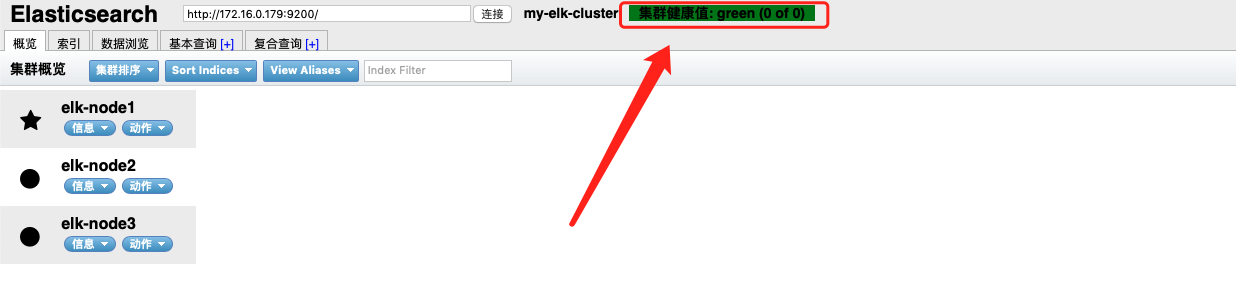 Elasticsearch http://172.16.0.179:9200/ 连接 my-elk-cluster 集群健康值: green (0 of 0)
概览 索引 数据浏览 基本查询 [+] 复合查询 [+]
集群概览 集群排序 Sort Indices View Aliases Index Filter
elk-node1
信息 动作
elk-node2
信息 动作
elk-node3
信息 动作